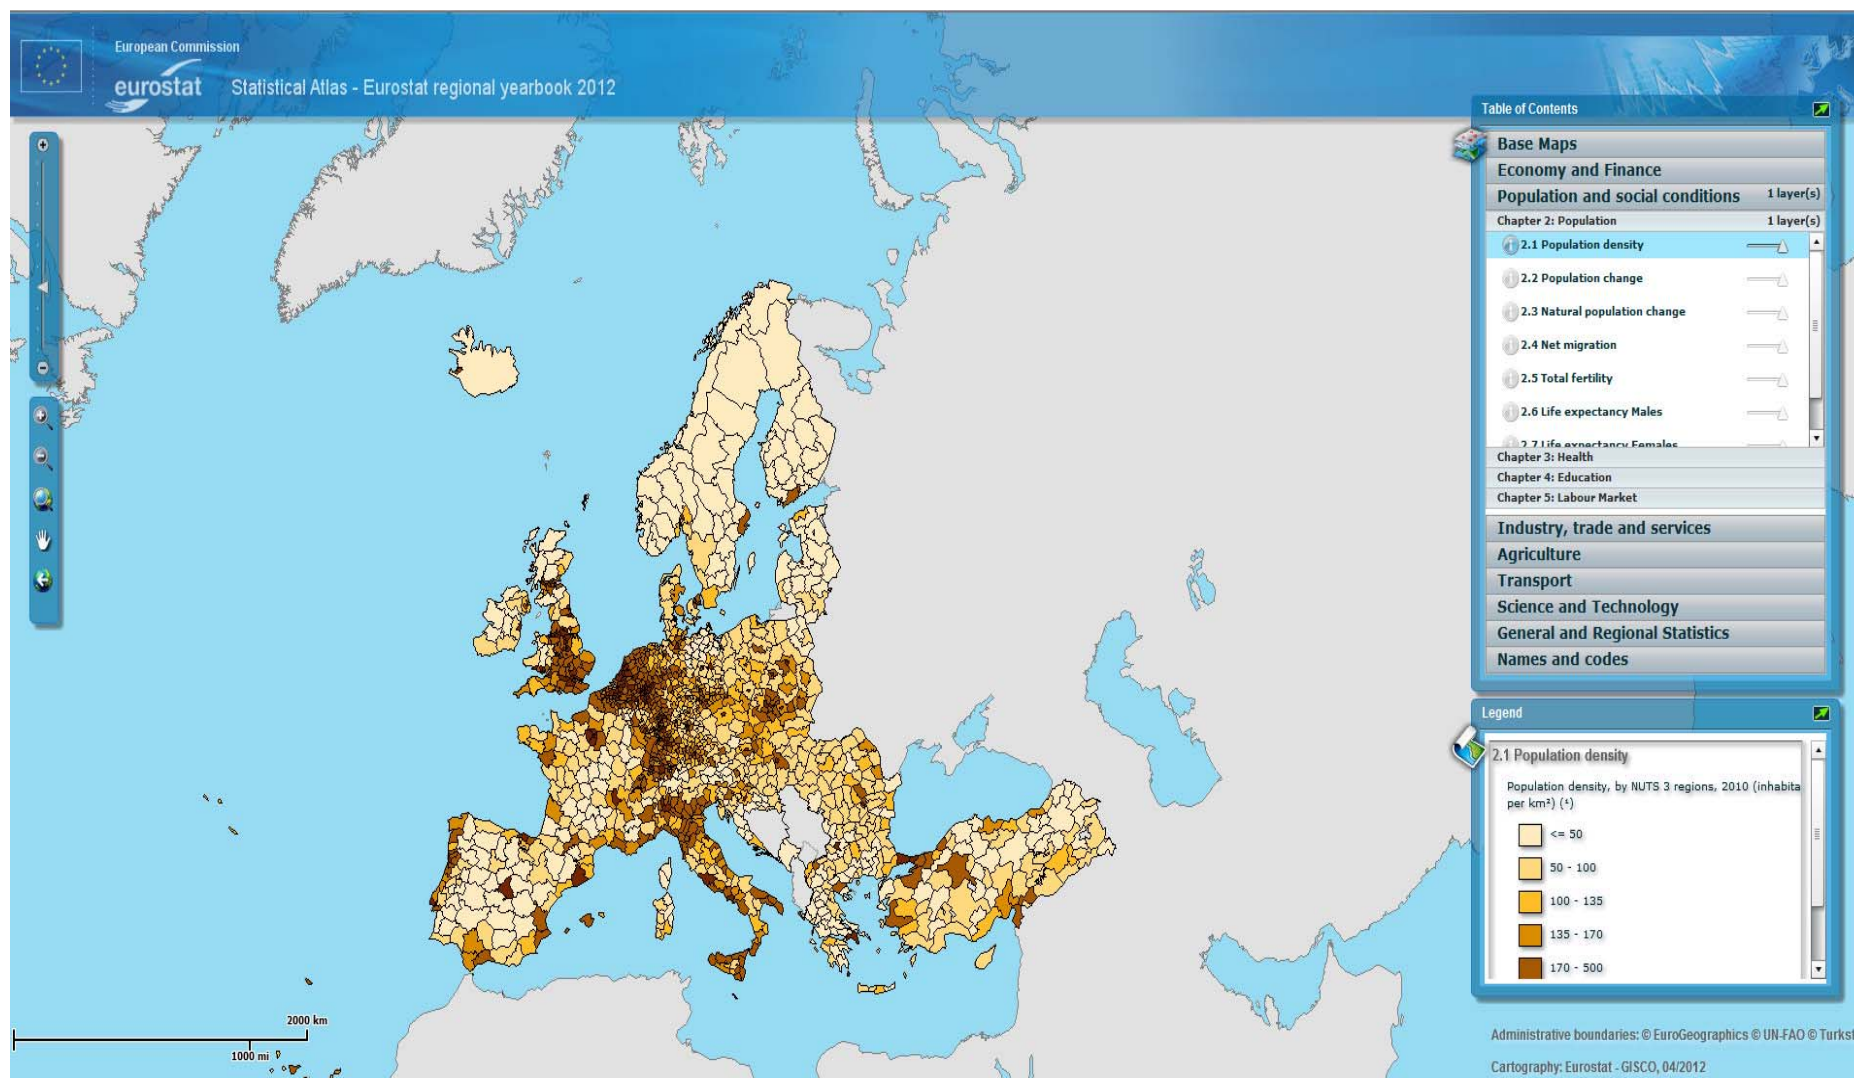 European Commission
eurostat
Statistical Atlas - Eurostat regional yearbook 2012
Table of Contents
Base Maps
Economy and Finance
Population and social conditions 1 layer(s)
Chapter 2: Population 1 layer(s)
2.1 Population density
2.2 Population change
2.3 Natural population change
2.4 Net migration
2.5 Total fertility
2.6 Life expectancy Males
2.7 Life expectancy Females
Chapter 3: Health
Chapter 4: Education
Chapter 5: Labour Market
Industry, trade and services
Agriculture
Transport
Science and Technology
General and Regional Statistics
Names and codes
Legend
2.1 Population density
Population density, by NUTS 3 regions, 2010 (inhabita
per km²) (¹)
<= 50
50 - 100
100 - 135
135 - 170
170 - 500
2000 km
1000 mi
Administrative boundaries: © EuroGeographics © UN-FAO © Turkst
Cartography: Eurostat - GISCO, 04/2012